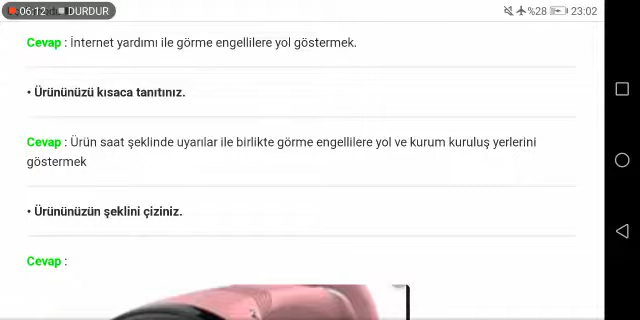 06:12 DURDUR
%28 23:02
Cevap : İnternet yardımı ile görme engellilere yol göstermek.
• Ürününüzü kısaca tanıtınız.
Cevap : Ürün saat şeklinde uyarılar ile birlikte görme engellilere yol ve kurum kuruluş yerlerini
göstermek
• Ürününüzün şeklini çiziniz.
Cevap :